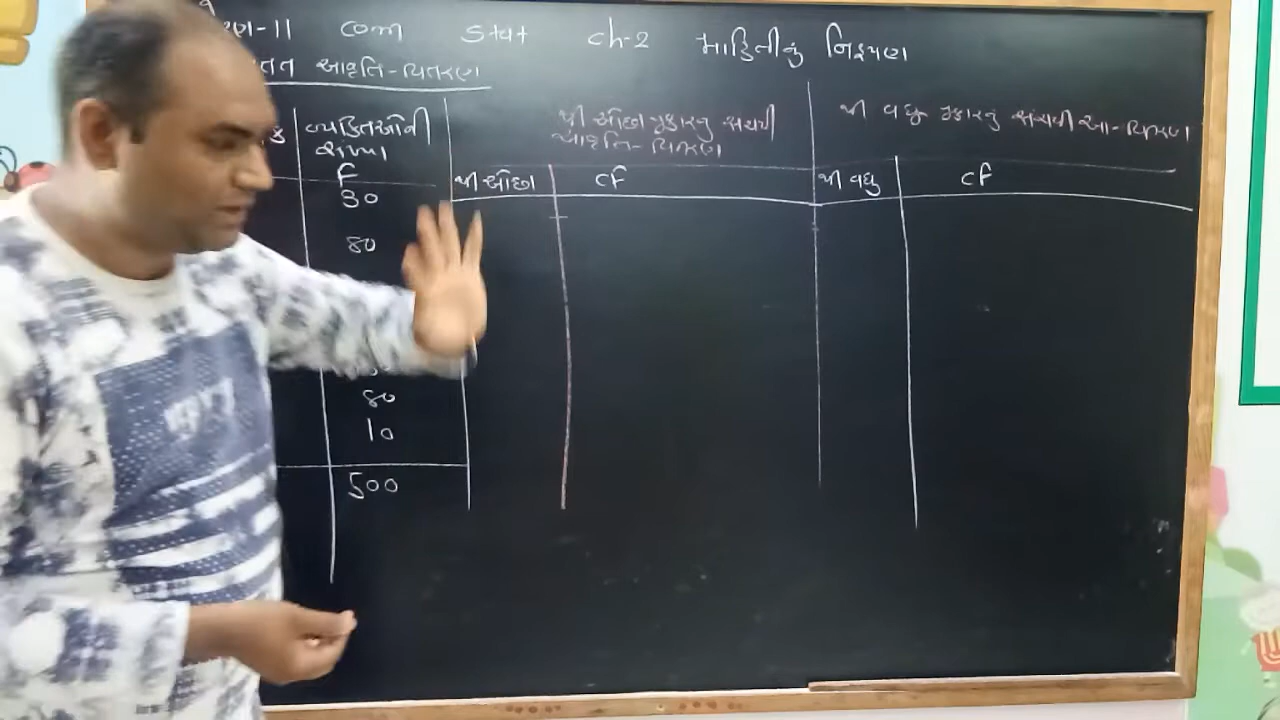 રણ-11 com stat ch-2 માહિતીનું નિરૂપણ
તત આવૃત્તિ-વિતરણ
વ્યક્તિઓની
સંખ્યા
f
30
80
80
10
500
થી ઓછા પ્રકારનું સંચયી
આવૃત્તિ-વિતરણ
થી ઓછા cf
થી વધુ પ્રકારનું સંચયી આ-વિતરણ
થી વધુ cf